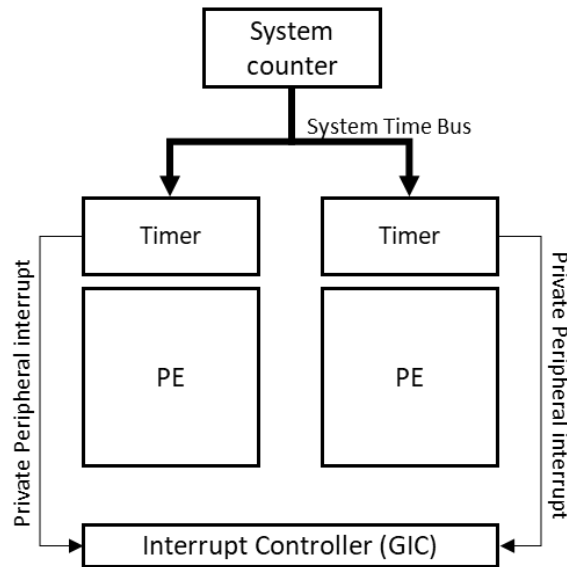 System
counter
System Time Bus
Timer
Timer
Private Peripheral interrupt
Private Peripheral interrupt
PE
PE
Interrupt Controller (GIC)